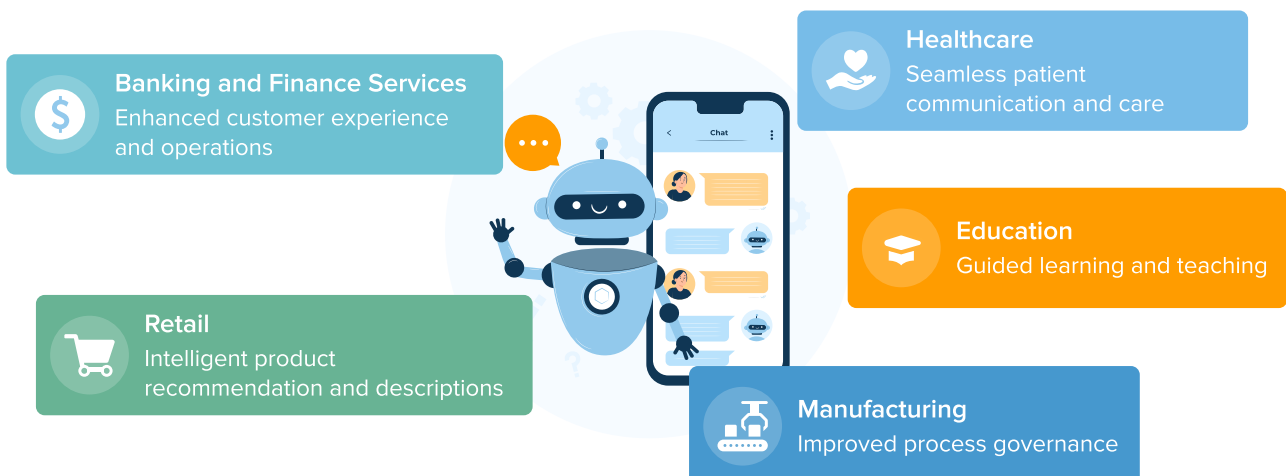 Banking and Finance Services
Enhanced customer experience
and operations
Healthcare
Seamless patient
communication and care
Chat
Education
Guided learning and teaching
Retail
Intelligent product
recommendation and descriptions
Manufacturing
Improved process governance